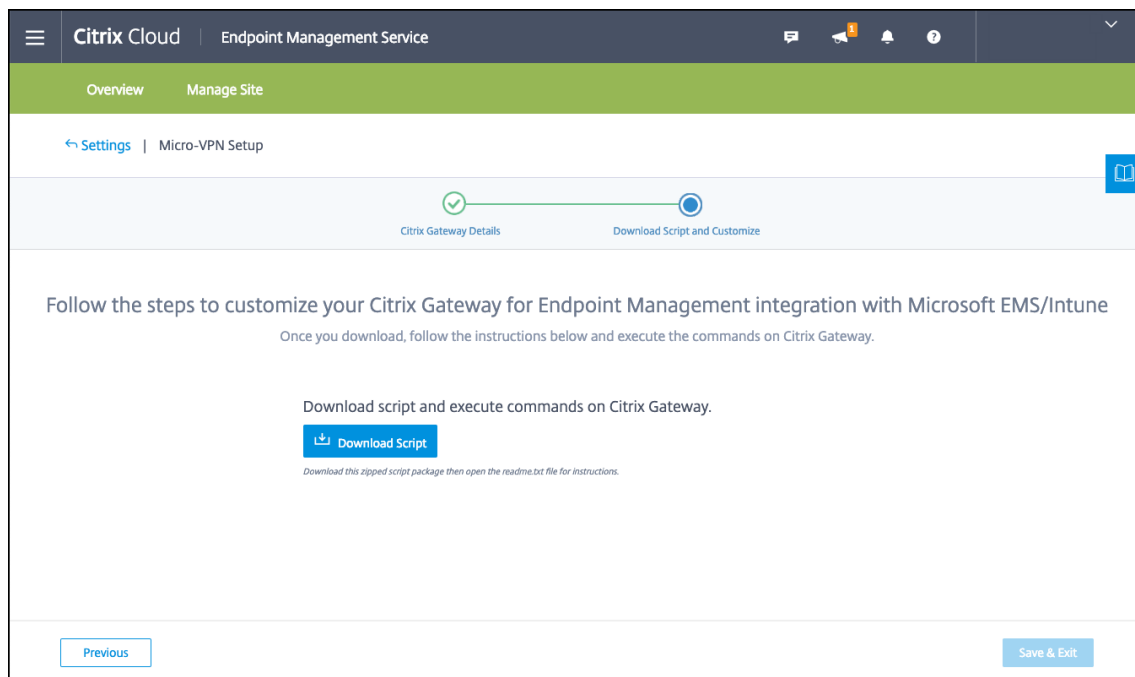 Citrix Cloud | Endpoint Management Service 1
Overview Manage Site
Settings | Micro-VPN Setup
Citrix Gateway Details Download Script and Customize
Follow the steps to customize your Citrix Gateway for Endpoint Management integration with Microsoft EMS/Intune
Once you download, follow the instructions below and execute the commands on Citrix Gateway.
Download script and execute commands on Citrix Gateway.
Download Script
Download this zipped script package then open the readme.txt file for instructions.
Previous Save & Exit